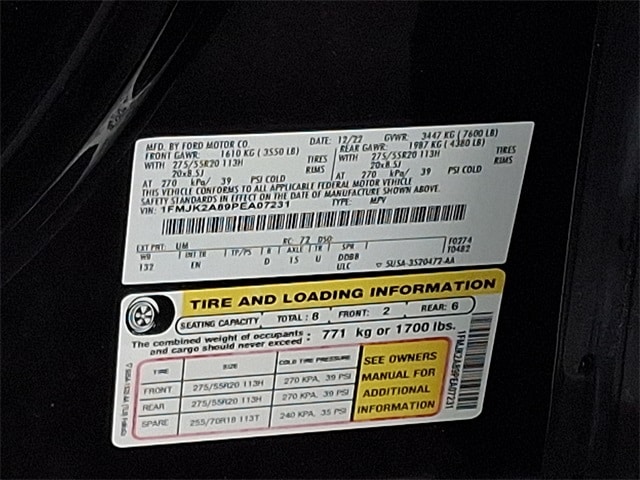 MFD. BY FORD MOTOR CO. DATE: 12/22 GVWR: 3447 KG ( 7600 LB)
FRONT GAWR: 1610 KG ( 3550 LB) REAR GAWR: 1987 KG ( 4380 LB)
WITH 275/55R20 113H TIRES WITH 275/55R20 113H TIRES
20x8.5J RIMS 20x8.5J RIMS
AT 270 kPa/ 39 PSI COLD AT 270 kPa/ 39 PSI COLD
THIS VEHICLE CONFORMS TO ALL APPLICABLE FEDERAL MOTOR VEHICLE
SAFETY STANDARDS IN EFFECT ON THE DATE OF MANUFACTURE SHOWN ABOVE.
VIN: 1FMJK2A89PEA07231 TYPE: MPV
EXT PNT: UM RC: 72 DSO: F0274
WB INT TR TP/PS R AXLE TR SPR T0482
132 EN D 15 U DDBB
ULC ▽ 5U5A-3520472-AA
TIRE AND LOADING INFORMATION
SEATING CAPACITY TOTAL: 8 FRONT: 2 REAR: 6
The combined weight of occupants
and cargo should never exceed: 771 kg or 1700 lbs.
TIRE SIZE COLD TIRE PRESSURE
FRONT 275/55R20 113H 270 KPA, 39 PSI
REAR 275/55R20 113H 270 KPA, 39 PSI
SPARE 255/70R18 113T 240 KPA, 35 PSI
SEE OWNERS
MANUAL FOR
ADDITIONAL
INFORMATION
1FMJK2A89PEA07231